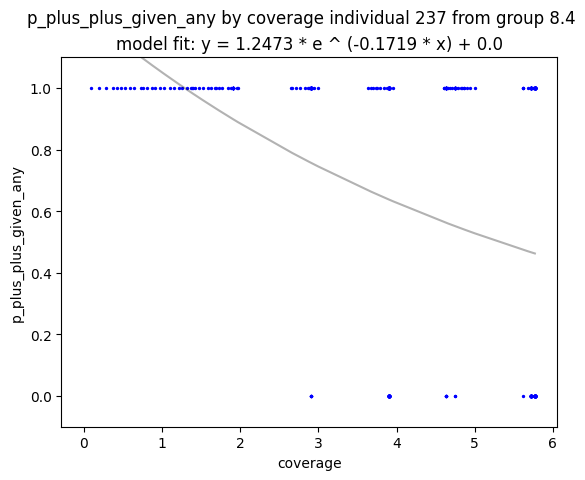 p_plus_plus_given_any by coverage individual 237 from group 8.4
model fit: y = 1.2473 * e ^ (-0.1719 * x) + 0.0
1.0
0.8
0.6
0.4
0.2
0.0
p_plus_plus_given_any
0 1 2 3 4 5 6
coverage